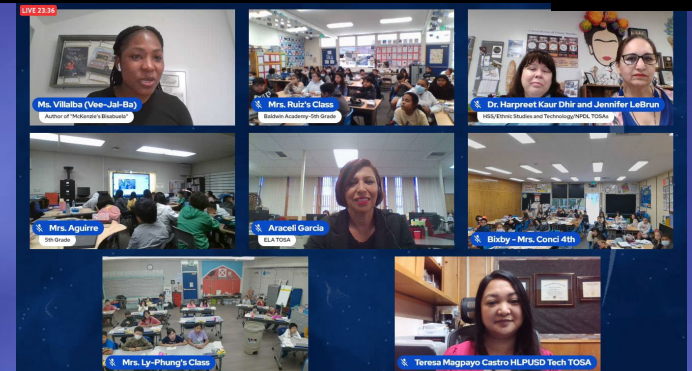 LIVE 23:36
Ms. Villalba (Vee-Jal-Ba)
Author of "McKenzie's Bisabuela"
Mrs. Ruiz's Class
Baldwin Academy-5th Grade
Dr. Harpreet Kaur Dhir and Jennifer LeBrun
HSS/Ethnic Studies and Technology/NPDL TOSAs
Mrs. Aguirre
5th Grade
Araceli Garcia
ELA TOSA
Bixby - Mrs. Conci 4th
Mrs. Ly-Phung's Class
Teresa Magpayo Castro HLPUSD Tech TOSA